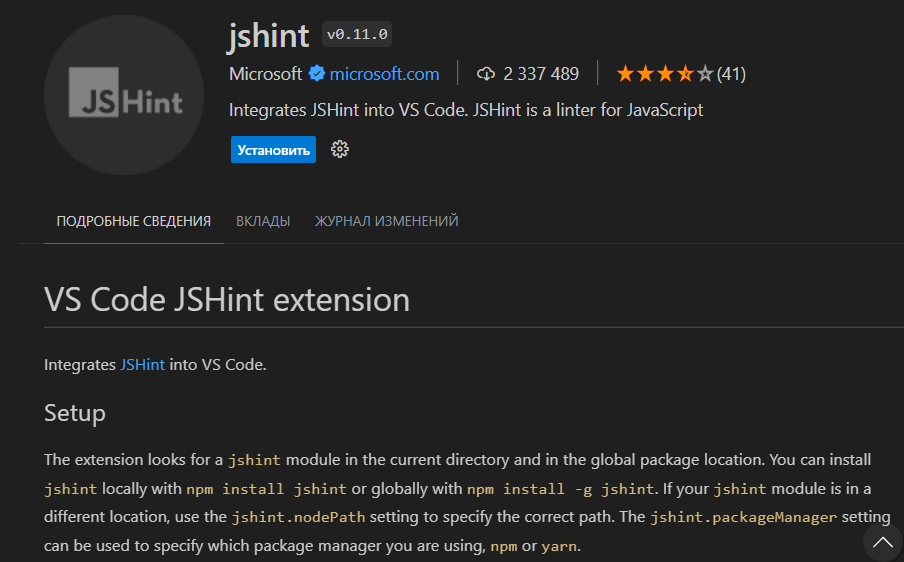 JSHint
jshint v0.11.0
Microsoft microsoft.com 2 337 489 (41)
Integrates JSHint into VS Code. JSHint is a linter for JavaScript
Установить
ПОДРОБНЫЕ СВЕДЕНИЯ ВКЛАДЫ ЖУРНАЛ ИЗМЕНЕНИЙ
VS Code JSHint extension
Integrates JSHint into VS Code.
Setup
The extension looks for a jshint module in the current directory and in the global package location. You can install
jshint locally with npm install jshint or globally with npm install -g jshint. If your jshint module is in a
different location, use the jshint.nodePath setting to specify the correct path. The jshint.packageManager setting
can be used to specify which package manager you are using, npm or yarn.